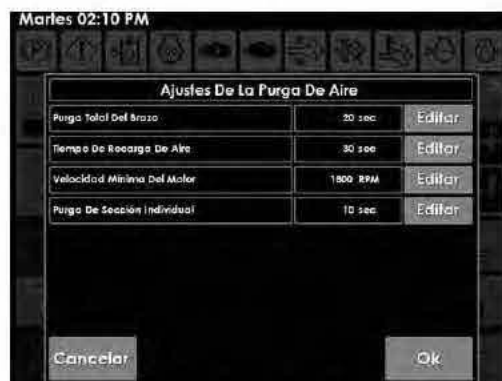 Martes 02:10 PM
Ajustes De La Purga De Aire
Purga Total Del Brazo 20 sec Editar
Tiempo De Recarga De Aire 30 sec Editar
Velocidad Mínima Del Motor 1800 RPM Editar
Purga De Sección Individual 10 sec Editar
Cancelar Ok